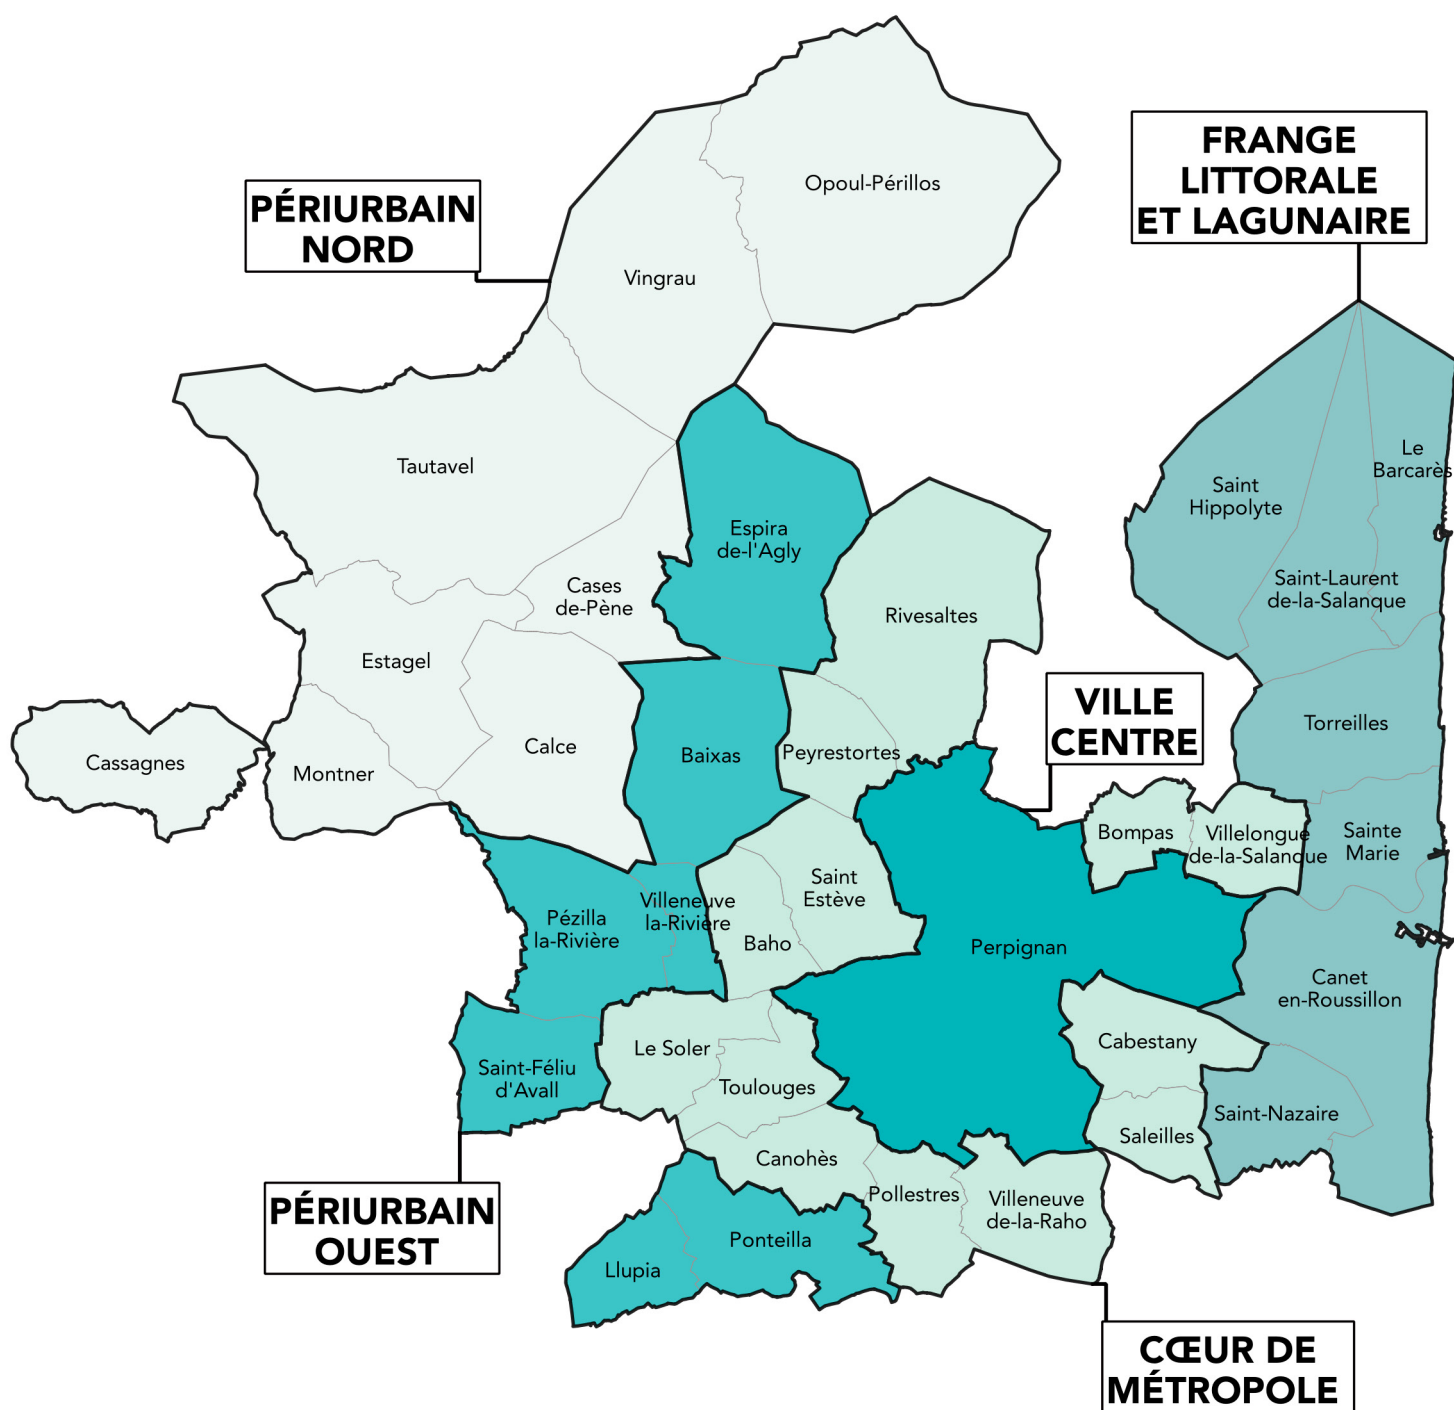 FRANGE
LITTORALE
ET LAGUNAIRE
PÉRIURBAIN
NORD
Opoul-Périllos
Vingrau
Tautavel
Le
Barcarès
Saint
Hippolyte
Espira
de-l'Agly
Cases
de-Pène
Saint-Laurent
de-la-Salanque
Rivesaltes
Estagel
VILLE
CENTRE
Torreilles
Calce
Baixas
Peyrestortes
Cassagnes
Montner
Bompas
Villelongue
de-la-Salanque
Sainte
Marie
Saint
Estève
Villeneuve
la-Rivière
Pézilla
la-Rivière
Baho
Perpignan
Canet
en-Roussillon
Cabestany
Le Soler
Saint-Féliu
d'Avall
Toulouges
Saint-Nazaire
Saleilles
Canohès
Pollestres
Villeneuve
de-la-Raho
PÉRIURBAIN
OUEST
Ponteilla
Llupia
CŒUR DE
MÉTROPOLE